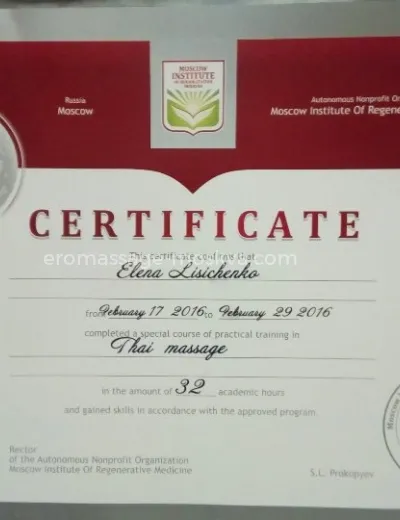 MOSCOW
INSTITUTE
OF REGENERATIVE
MEDICINE
Russia
Moscow
Autonomous Nonprofit
Moscow Institute Of
CERTIFICATE
This certificate confirms that
Elena Lisichenko
from February 17 2016 to February 29 2016
completed a special course of practical training in
Thai massage
in the amount of 32 academic hours
and gained skills in accordance with the approved program
Rector
of the Autonomous Nonprofit Organization
Moscow Institute Of Regenerative Medicine
S.L. Prokopyev